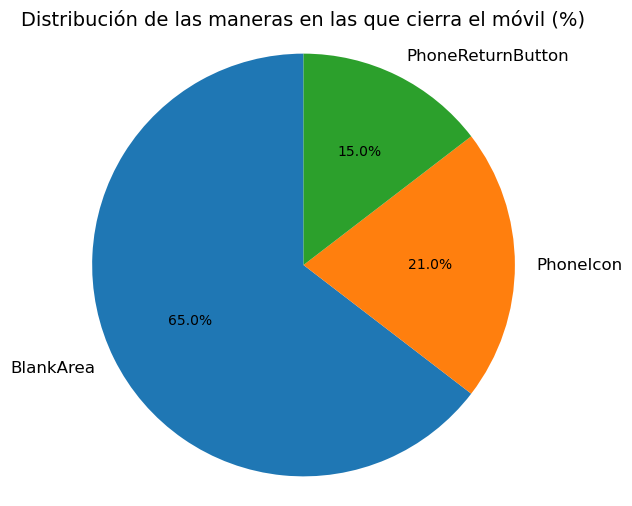 Distribución de las maneras en las que cierra el móvil (%)
PhoneReturnButton
15.0%
PhoneIcon
21.0%
65.0%
BlankArea